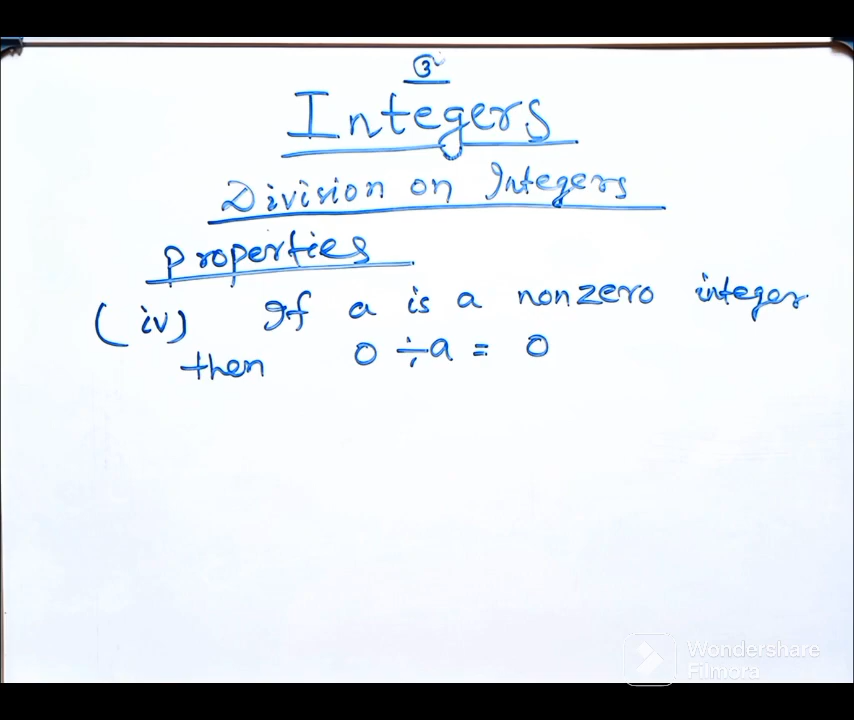 3
Integers
Division on Integers
Properties
(iv) If a is a nonzero integer
then 0 ÷ a = 0
Wondershare
Filmora